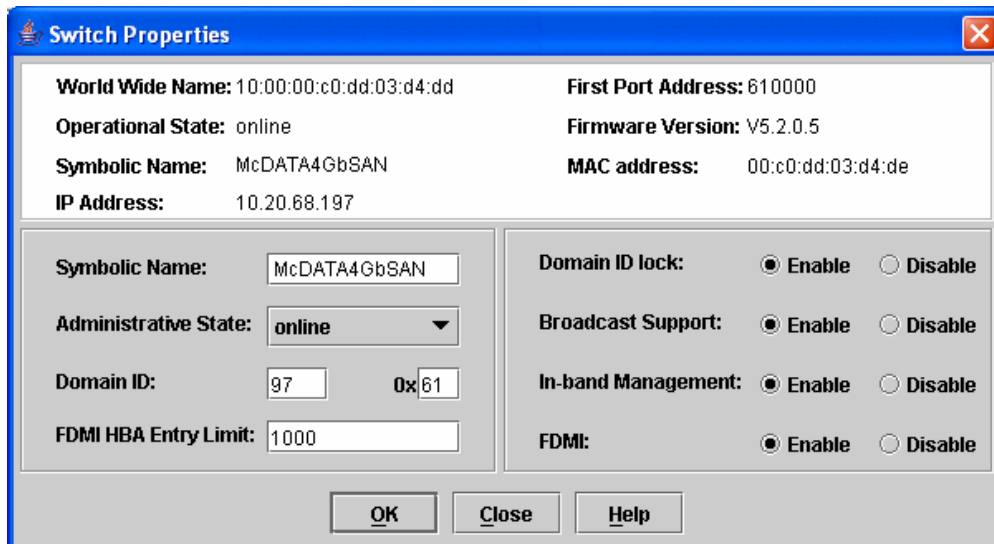 Switch Properties
World Wide Name: 10:00:00:c0:dd:03:d4:dd First Port Address: 610000
Operational State: online Firmware Version: V5.2.0.5
Symbolic Name: McDATA4GbSAN MAC address: 00:c0:dd:03:d4:de
IP Address: 10.20.68.197
Symbolic Name: McDATA4GbSAN
Administrative State: online
Domain ID: 97 0x 61
FDMI HBA Entry Limit: 1000
Domain ID lock: Enable Disable
Broadcast Support: Enable Disable
In-band Management: Enable Disable
FDMI: Enable Disable
OK Close Help